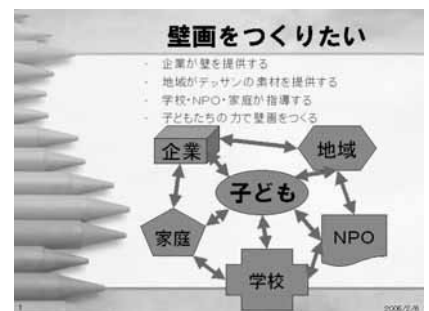 壁画をつくりたい
- 企業が壁を提供する
- 地域がデッサンの素材を提供する
- 学校・NPO・家庭が指導する
- 子どもたちの力で壁画をつくる
企業
地域
子ども
家庭
NPO
学校
1